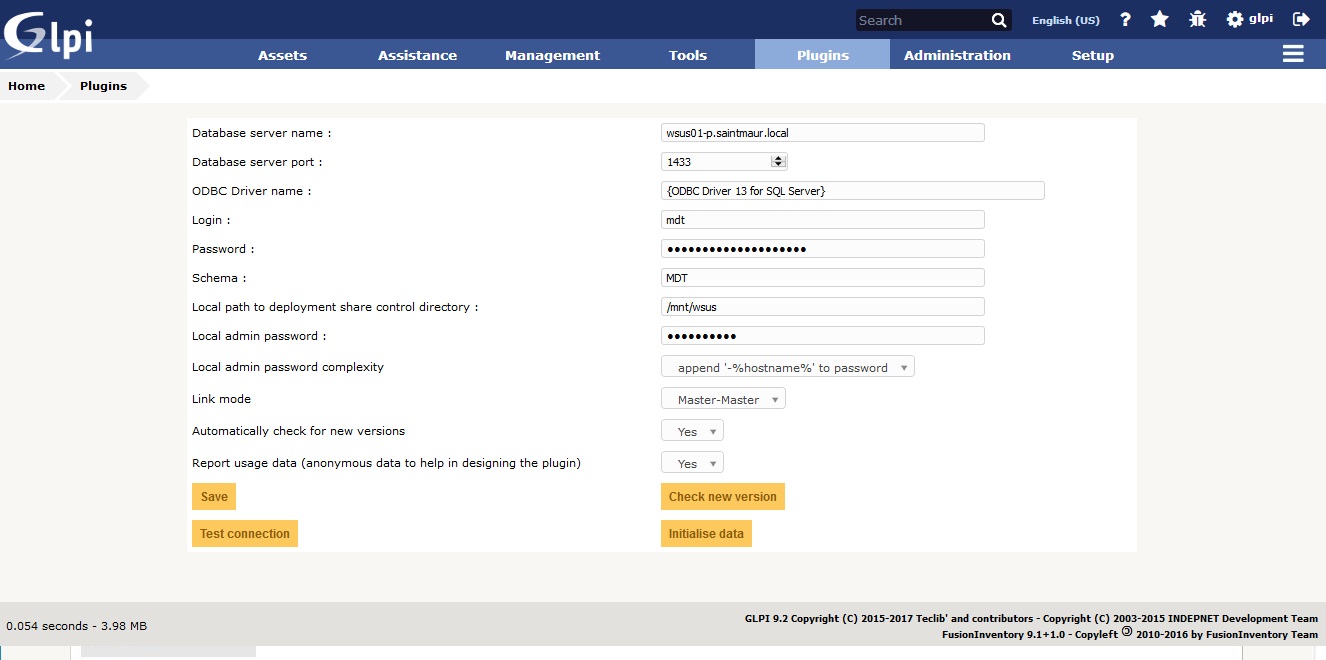 Glpi
Search
English (US)
?
glpi
Assets Assistance Management Tools Plugins Administration Setup
Home Plugins
Database server name : wsus01-p.saintmaur.local
Database server port : 1433
ODBC Driver name : {ODBC Driver 13 for SQL Server}
Login : mdt
Password : ••••••••••••••••••••
Schema : MDT
Local path to deployment share control directory : /mnt/wsus
Local admin password : ••••••••••
Local admin password complexity append '-%hostname%' to password
Link mode Master-Master
Automatically check for new versions Yes
Report usage data (anonymous data to help in designing the plugin) Yes
Save Check new version
Test connection Initialise data
GLPI 9.2 Copyright (C) 2015-2017 Teclib' and contributors - Copyright (C) 2003-2015 INDEPNET Development Team
0.054 seconds - 3.98 MB
FusionInventory 9.1+1.0 - Copyleft 🄯 2010-2016 by FusionInventory Team